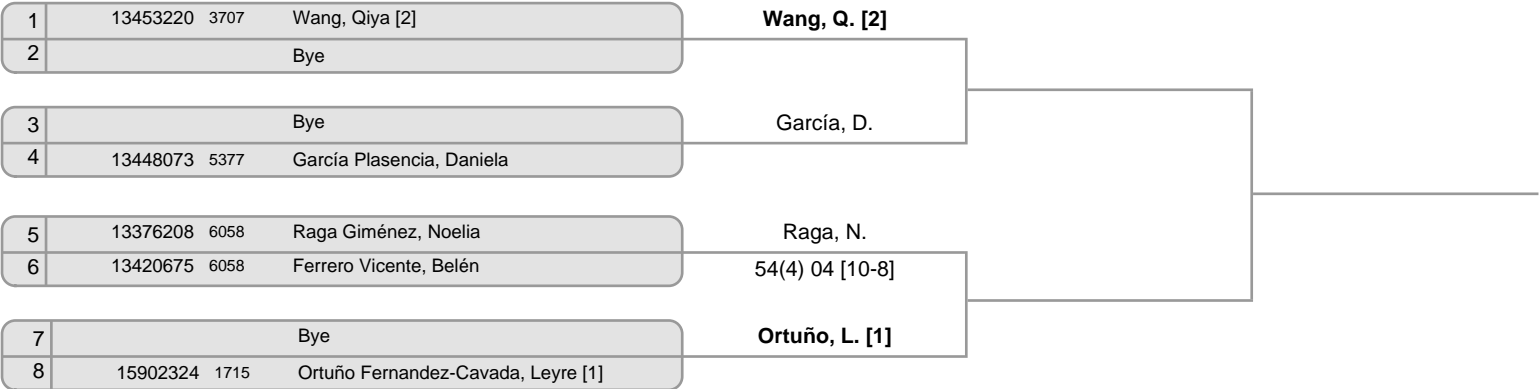 1 13453220 3707 Wang, Qiya [2] Wang, Q. [2]
2 Bye
3 Bye García, D.
4 13448073 5377 García Plasencia, Daniela
5 13376208 6058 Raga Giménez, Noelia Raga, N.
6 13420675 6058 Ferrero Vicente, Belén 54(4) 04 [10-8]
7 Bye Ortuño, L. [1]
8 15902324 1715 Ortuño Fernandez-Cavada, Leyre [1]